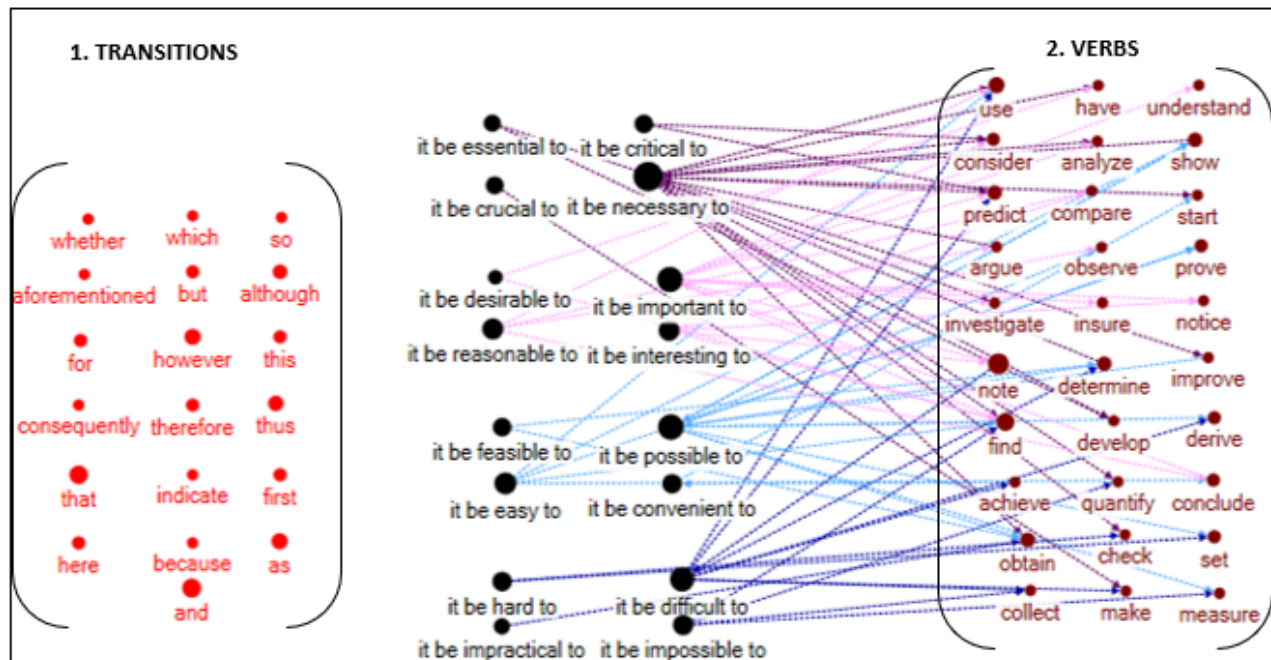 1. TRANSITIONS
2. VERBS
whether which so
aforementioned but although
for however this
consequently therefore thus
that indicate first
here because as
and
it be essential to it be critical to
it be crucial to it be necessary to
it be desirable to it be important to
it be reasonable to it be interesting to
it be feasible to it be possible to
it be easy to it be convenient to
it be hard to it be difficult to
it be impractical to it be impossible to
use have understand
consider analyze show
predict compare start
argue observe prove
investigate insure notice
note determine improve
find develop derive
achieve quantify conclude
obtain check set
collect make measure